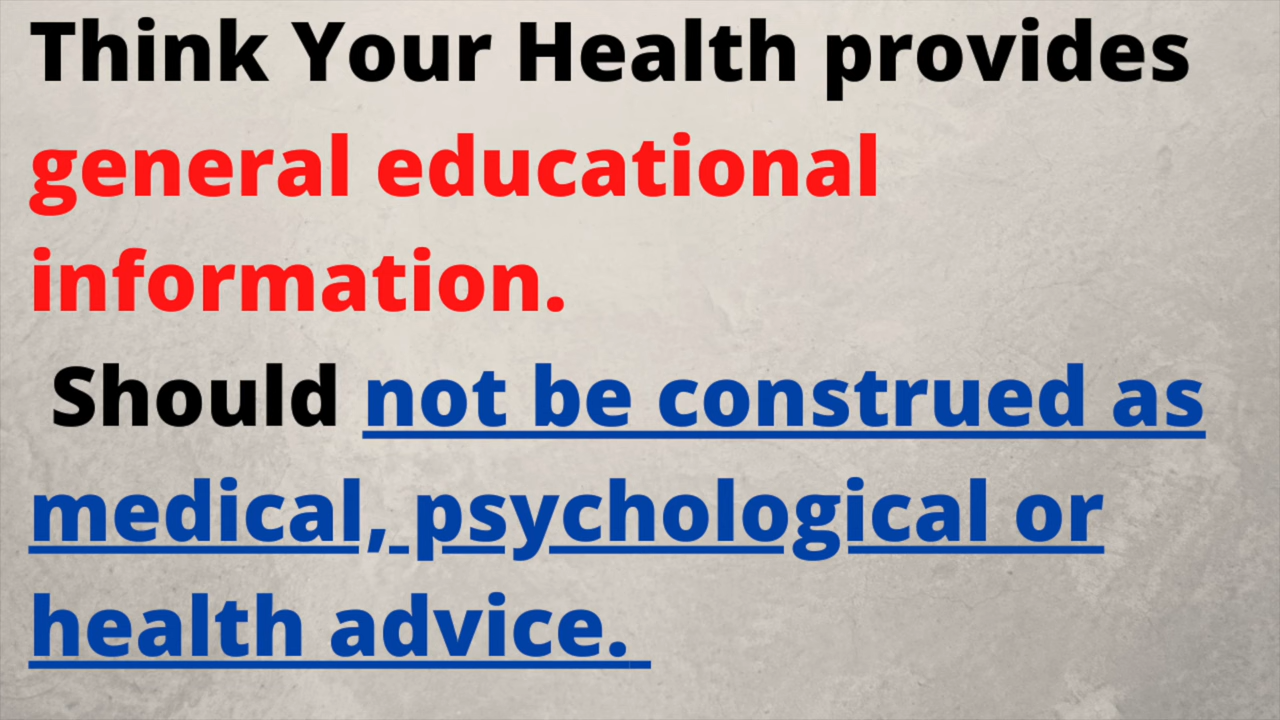 Think Your Health provides
general educational
information.
Should not be construed as
medical, psychological or
health advice.